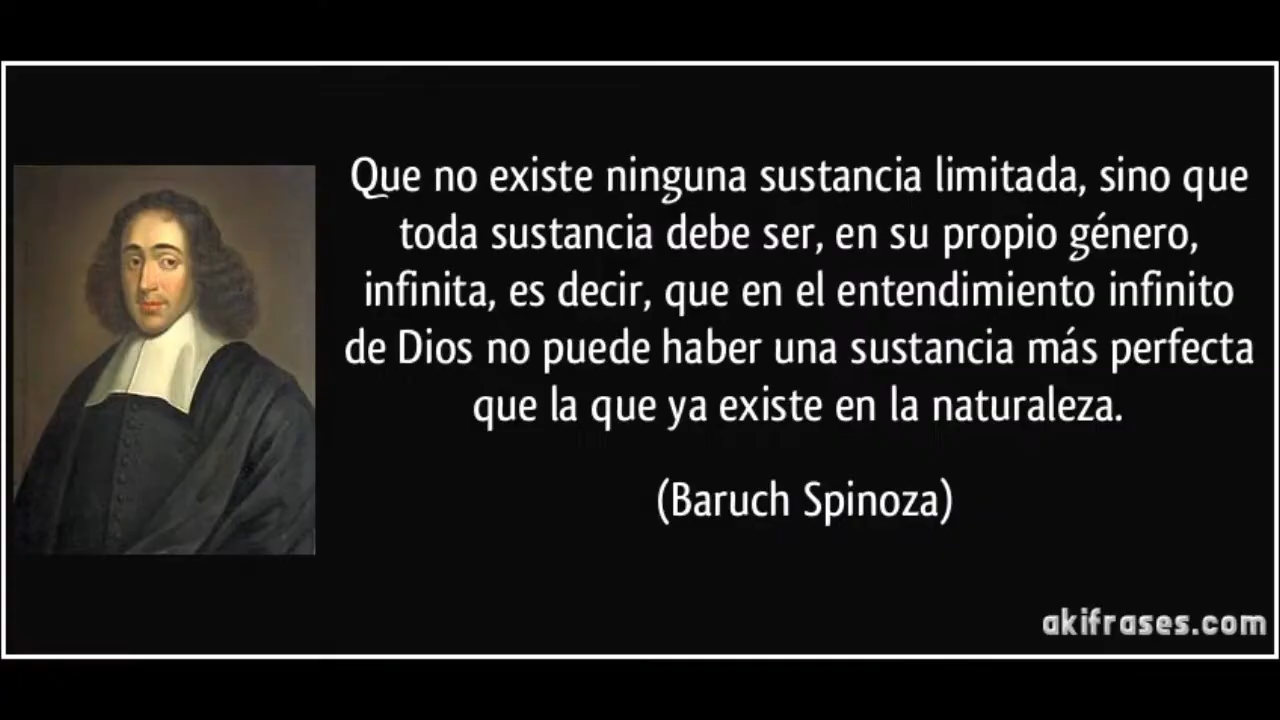 Que no existe ninguna sustancia limitada, sino que
toda sustancia debe ser, en su propio género,
infinita, es decir, que en el entendimiento infinito
de Dios no puede haber una sustancia más perfecta
que la que ya existe en la naturaleza.
(Baruch Spinoza)
akifrases.com